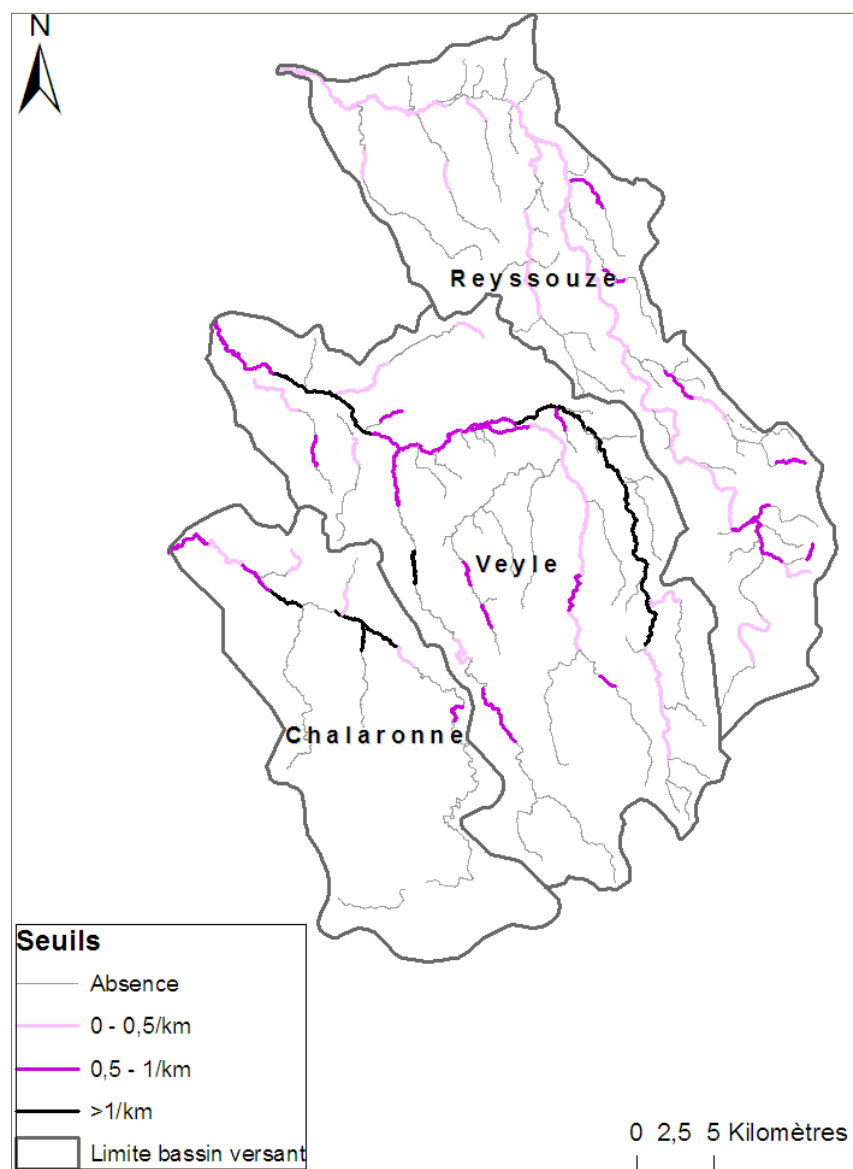 N
Reyssouze
Veyle
Chalaronne
Seuils
Absence
0 - 0,5/km
0,5 - 1/km
>1/km
Limite bassin versant
0 2,5 5 Kilomètres